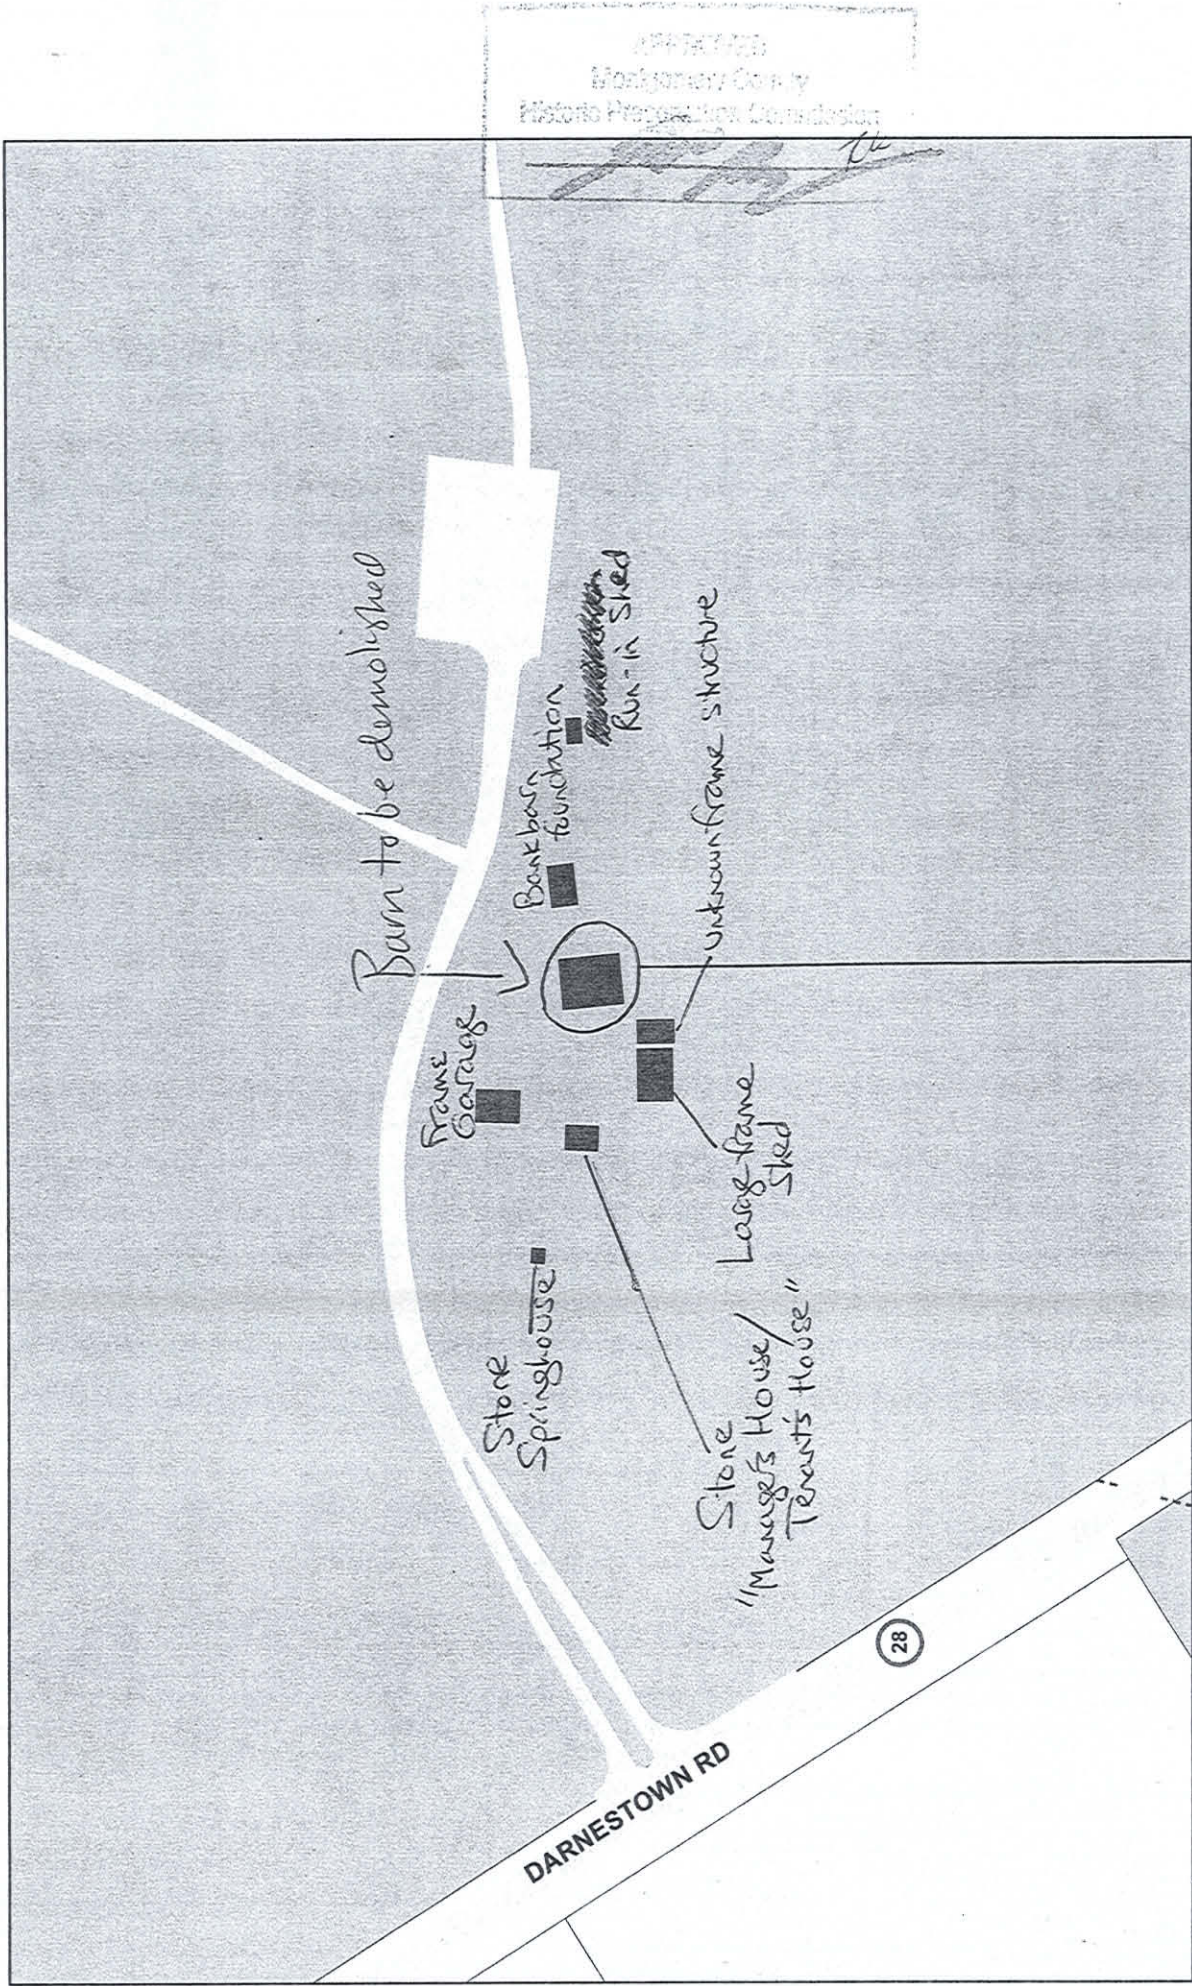 APPROVED
Montgomery County
Historic Preservation Commission
Barn to be demolished
Run-in Shed
Bank barn
foundation
unknown frame structure
Frame
Garage
Large frame
Shed
Stone
Springhouse
Stone
"Manager's House/
Tenant's House"
28
DARNESTOWN RD